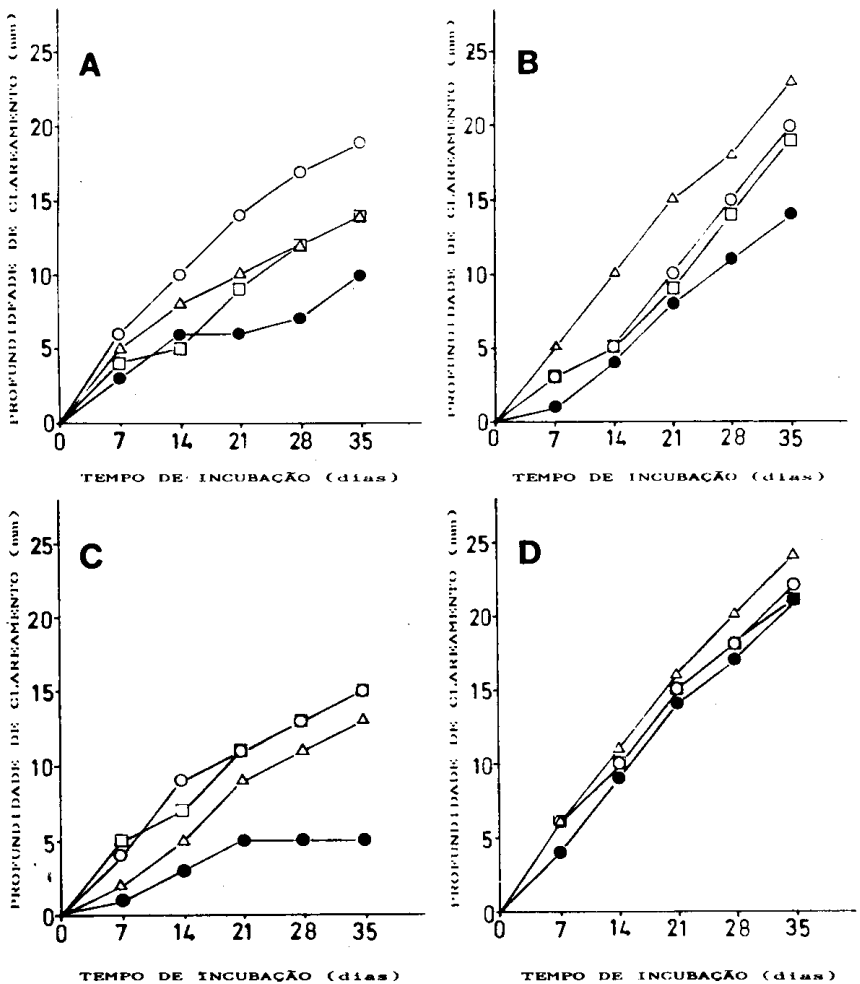 PROFUNDIDFADE DE CLAREAMENTO (mm)
A
25
20
15
10
5
0
0 7 14 21 28 35
TEMPO DE INCUBAÇÃO (dias)
PROFUNDIDADE DE CLAREAMENTO (mm)
B
25
20
15
10
5
0
0 7 14 21 28 35
TEMPO DE INCUBAÇÃO (dias)
PROFUNDIDADE DE CLAREAMENTO (mm)
C
25
20
15
10
5
0
0 7 14 21 28 35
TEMPO DE INCUBAÇÃO (dias)
PROFUNDIDADE DE CLAREAMENTO (mm)
D
25
20
15
10
5
0
0 7 14 21 28 35
TEMPO DE INCUBAÇÃO (dias)